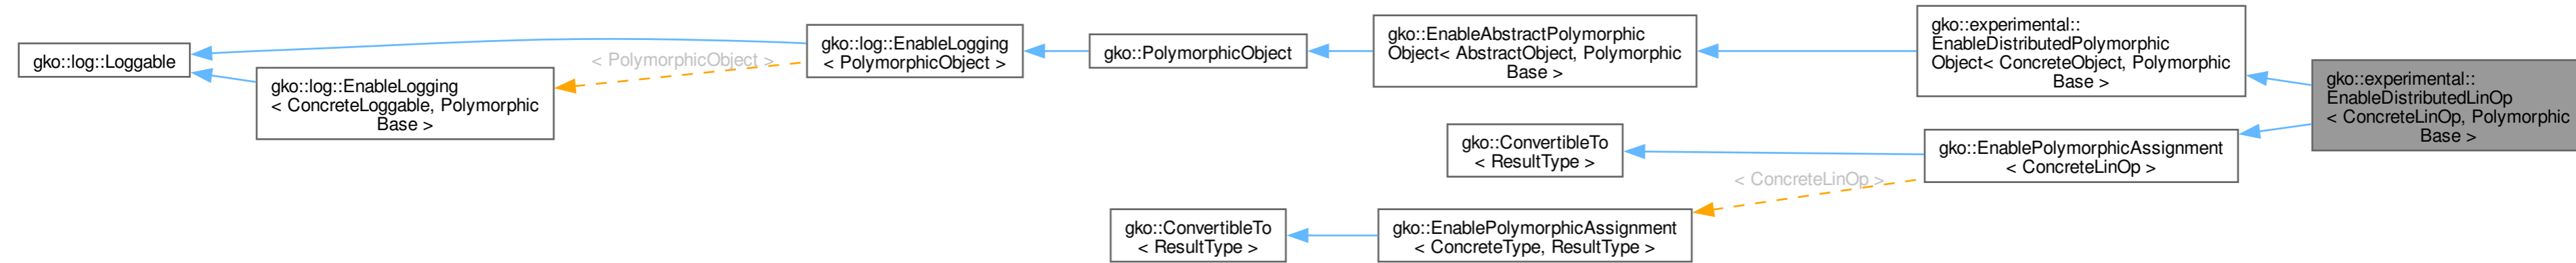 gko::log::Loggable
gko::log::EnableLogging
< ConcreteLoggable, Polymorphic
Base >
< PolymorphicObject >
gko::log::EnableLogging
< PolymorphicObject >
gko::PolymorphicObject
gko::EnableAbstractPolymorphic
Object< AbstractObject, Polymorphic
Base >
gko::experimental::
EnableDistributedPolymorphic
Object< ConcreteObject, Polymorphic
Base >
gko::experimental::
EnableDistributedLinOp
< ConcreteLinOp, Polymorphic
Base >
gko::ConvertibleTo
< ResultType >
gko::EnablePolymorphicAssignment
< ConcreteLinOp >
< ConcreteLinOp >
gko::ConvertibleTo
< ResultType >
gko::EnablePolymorphicAssignment
< ConcreteType, ResultType >